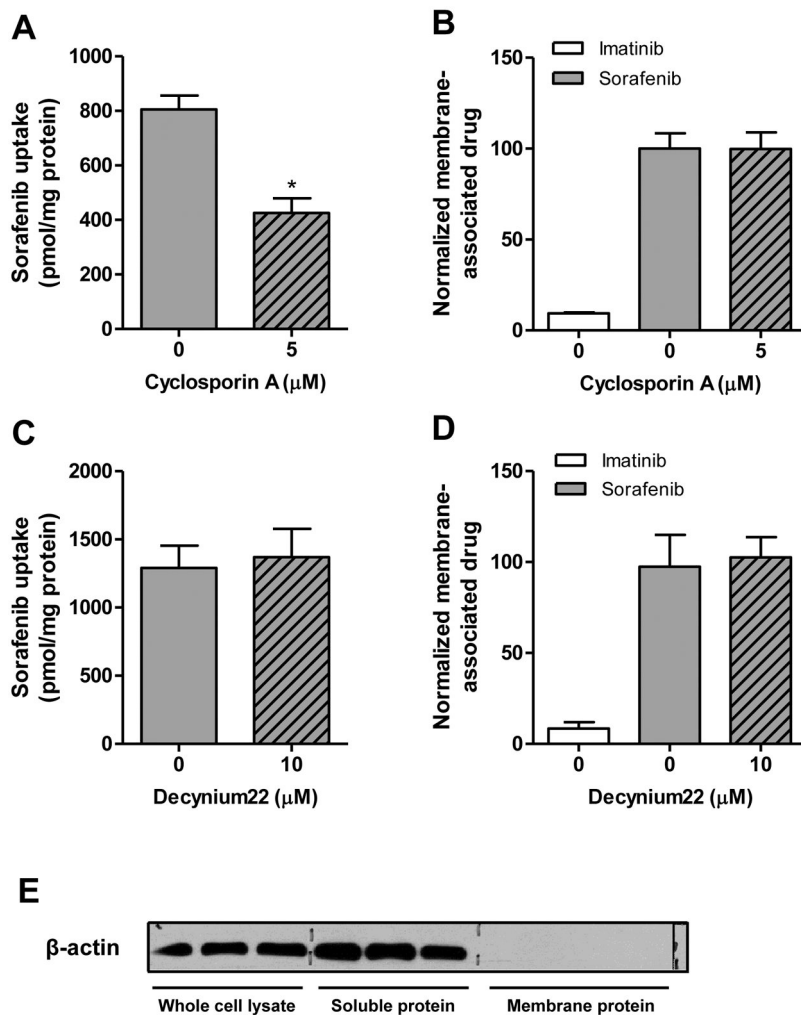 A
Sorafenib uptake
(pmol/mg protein)
1000
800
600
400
200
0
*
0 5
Cyclosporin A (μM)
B
Normalized membrane-
associated drug
Imatinib
Sorafenib
150
100
50
0
0 0 5
Cyclosporin A (μM)
C
Sorafenib uptake
(pmol/mg protein)
2000
1500
1000
500
0
0 10
Decynium22 (μM)
D
Normalized membrane-
associated drug
Imatinib
Sorafenib
150
100
50
0
0 0 10
Decynium22 (μM)
E
β-actin
Whole cell lysate Soluble protein Membrane protein